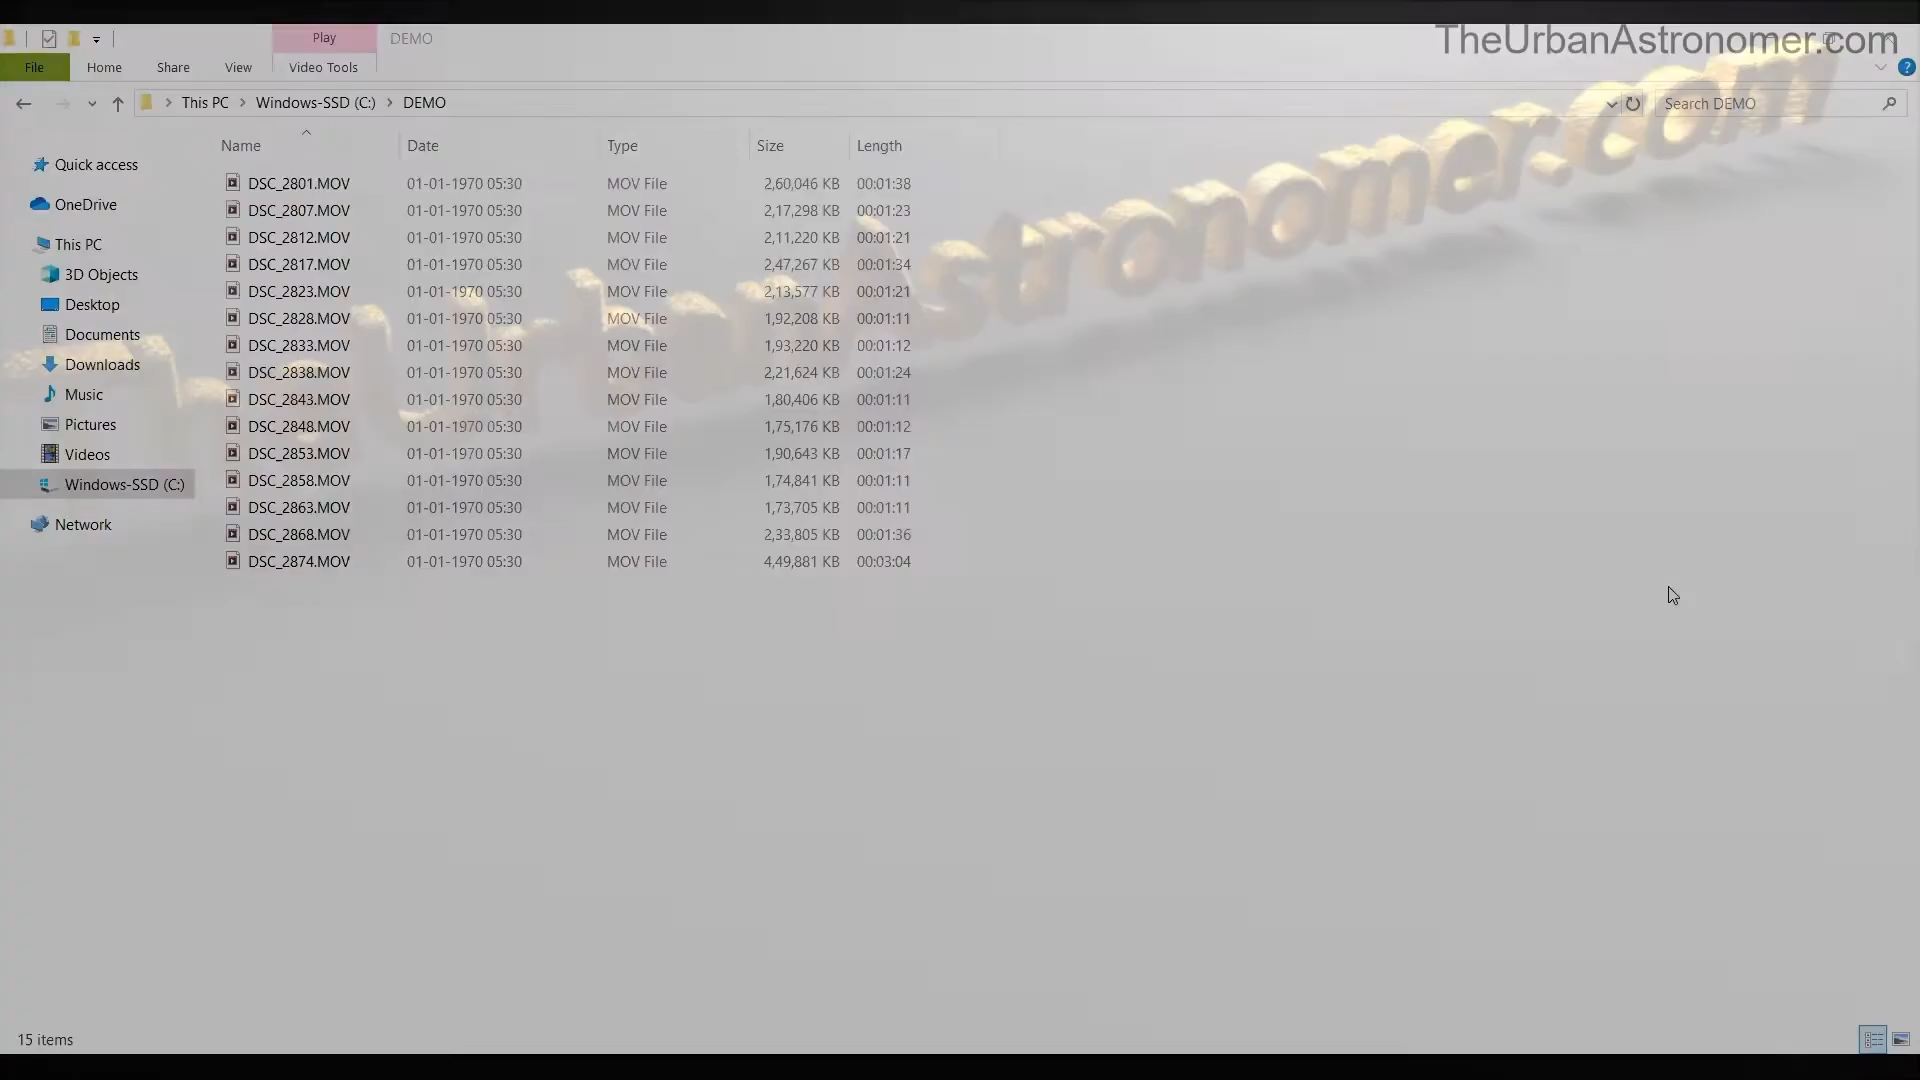 Play DEMO TheUrbanAstronomer.com
File Home Share View Video Tools
This PC Windows-SSD (C:) DEMO Search DEMO
Name Date Type Size Length
Quick access
OneDrive
This PC
3D Objects
Desktop
Documents
Downloads
Music
Pictures
Videos
Windows-SSD (C:)
Network
DSC_2801.MOV 01-01-1970 05:30 MOV File 2,60,046 KB 00:01:38
DSC_2807.MOV 01-01-1970 05:30 MOV File 2,17,298 KB 00:01:23
DSC_2812.MOV 01-01-1970 05:30 MOV File 2,11,220 KB 00:01:21
DSC_2817.MOV 01-01-1970 05:30 MOV File 2,47,267 KB 00:01:34
DSC_2823.MOV 01-01-1970 05:30 MOV File 2,13,577 KB 00:01:21
DSC_2828.MOV 01-01-1970 05:30 MOV File 1,92,208 KB 00:01:11
DSC_2833.MOV 01-01-1970 05:30 MOV File 1,93,220 KB 00:01:12
DSC_2838.MOV 01-01-1970 05:30 MOV File 2,21,624 KB 00:01:24
DSC_2843.MOV 01-01-1970 05:30 MOV File 1,80,406 KB 00:01:11
DSC_2848.MOV 01-01-1970 05:30 MOV File 1,75,176 KB 00:01:12
DSC_2853.MOV 01-01-1970 05:30 MOV File 1,90,643 KB 00:01:17
DSC_2858.MOV 01-01-1970 05:30 MOV File 1,74,841 KB 00:01:11
DSC_2863.MOV 01-01-1970 05:30 MOV File 1,73,705 KB 00:01:11
DSC_2868.MOV 01-01-1970 05:30 MOV File 2,33,805 KB 00:01:36
DSC_2874.MOV 01-01-1970 05:30 MOV File 4,49,881 KB 00:03:04
TheUrbanAstronomer.com
15 items